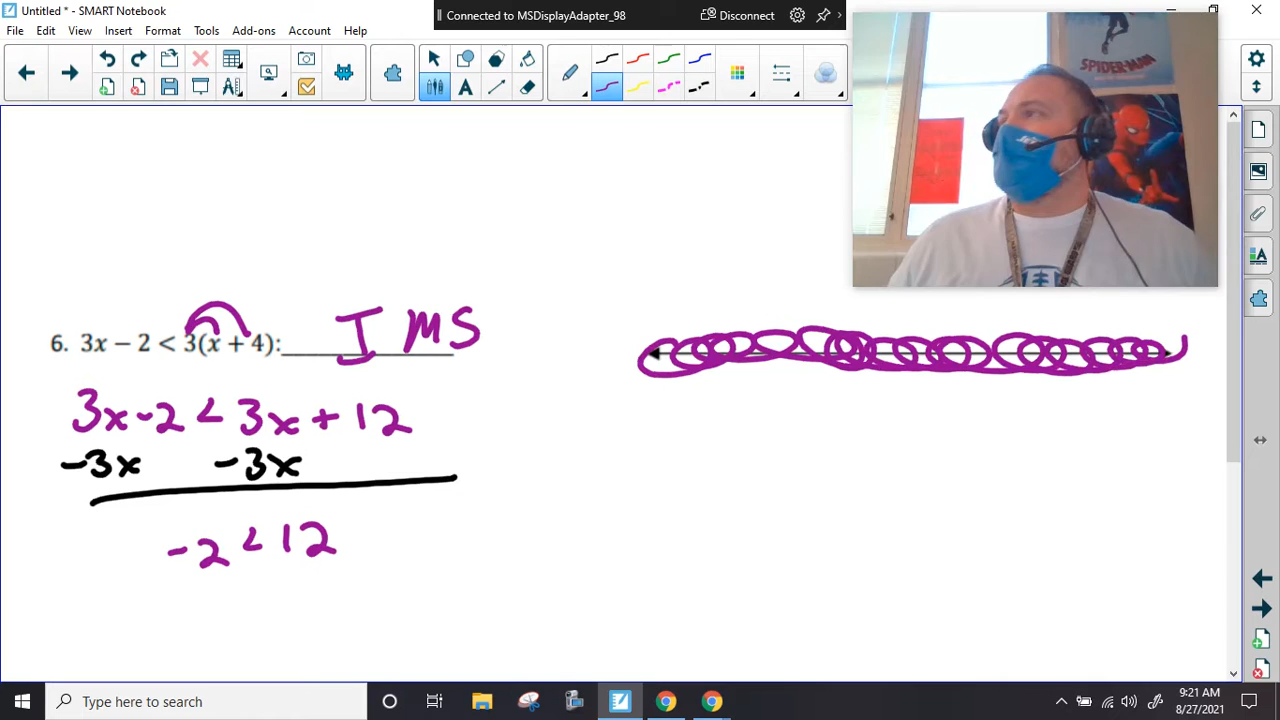 Untitled * - SMART Notebook
Connected to MSDisplayAdapter_98
Disconnect
File Edit View Insert Format Tools Add-ons Account Help
SPIDER-MAN
6. 3x − 2 < 3(x + 4):
I MS
3x - 2 < 3x + 12
-3x -3x
-2 < 12
Type here to search
9:21 AM
8/27/2021